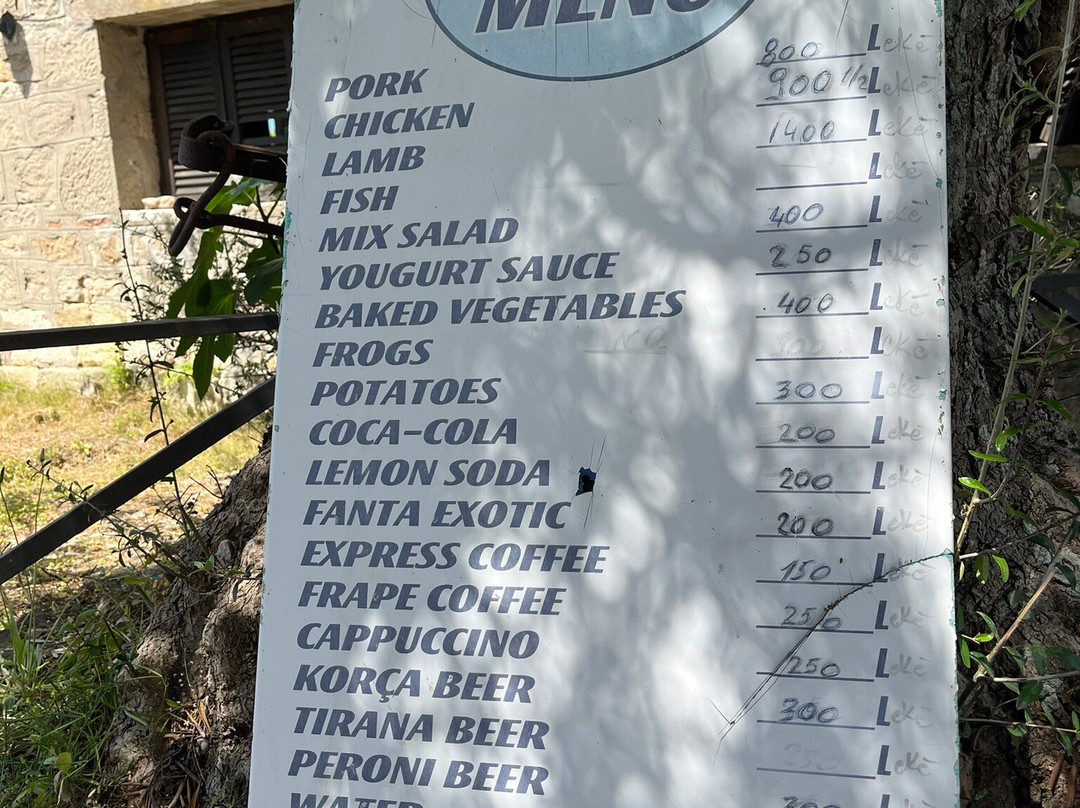 MENU
PORK 800 Lekë
CHICKEN 900 1/2 Lekë
LAMB 1400 Lekë
FISH Lekë
MIX SALAD 400 Lekë
YOUGURT SAUCE 250 Lekë
BAKED VEGETABLES 400 Lekë
FROGS Lekë
POTATOES 300 Lekë
COCA-COLA 200 Lekë
LEMON SODA 200 Lekë
FANTA EXOTIC 200 Lekë
EXPRESS COFFEE 150 Lekë
FRAPE COFFEE 250 Lekë
CAPPUCCINO 250 Lekë
KORÇA BEER 300 Lekë
TIRANA BEER 250 Lekë
PERONI BEER
WATER